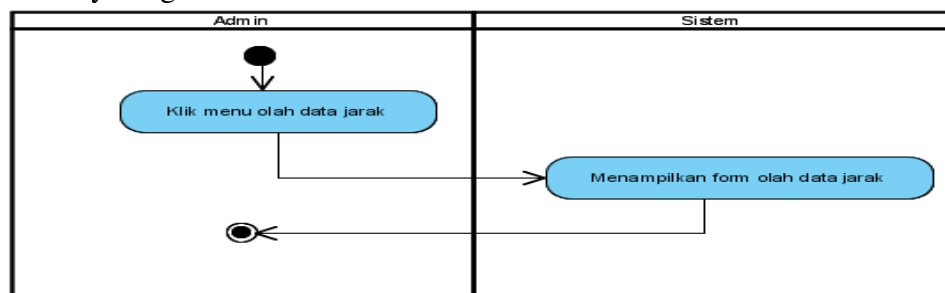 Admin
Sistem
Klik menu olah data jarak
Menampilkan form olah data jarak